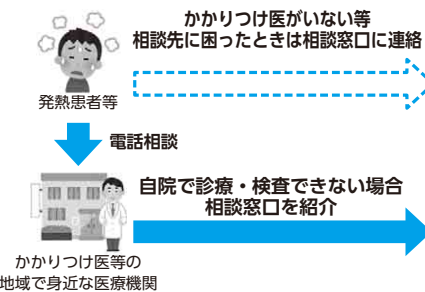 かかりつけ医がいない等
相談先に困ったときは相談窓口に連絡
発熱患者等
電話相談
自院で診療・検査できない場合
相談窓口を紹介
かかりつけ医等の
地域で身近な医療機関